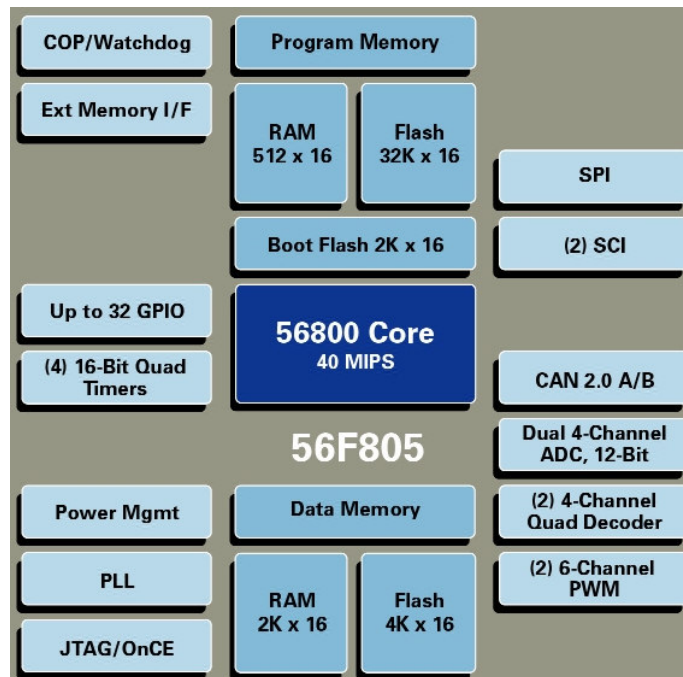 COP/Watchdog
Ext Memory I/F
Up to 32 GPIO
(4) 16-Bit Quad
Timers
Power Mgmt
PLL
JTAG/OnCE
Program Memory
RAM
512 x 16
Flash
32K x 16
Boot Flash 2K x 16
56800 Core
40 MIPS
56F805
Data Memory
RAM
2K x 16
Flash
4K x 16
SPI
(2) SCI
CAN 2.0 A/B
Dual 4-Channel
ADC, 12-Bit
(2) 4-Channel
Quad Decoder
(2) 6-Channel
PWM